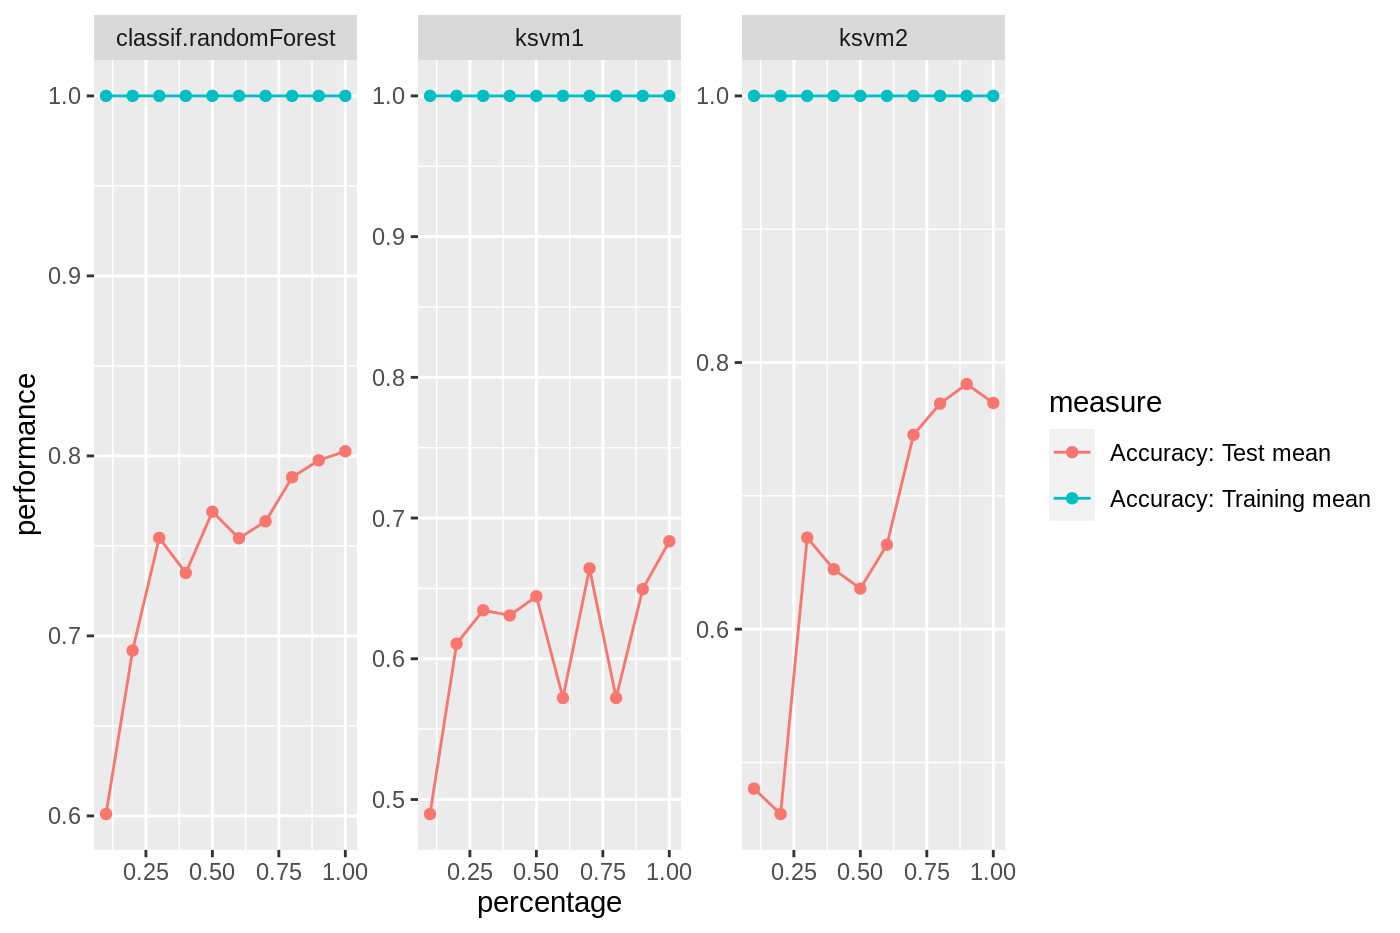 classif.randomForest
ksvm1
ksvm2
performance
1.0
0.9
0.8
0.7
0.6
1.0
0.9
0.8
0.7
0.6
0.5
1.0
0.8
0.6
0.25 0.50 0.75 1.00
0.25 0.50 0.75 1.00
0.25 0.50 0.75 1.00
percentage
measure
Accuracy: Test mean
Accuracy: Training mean